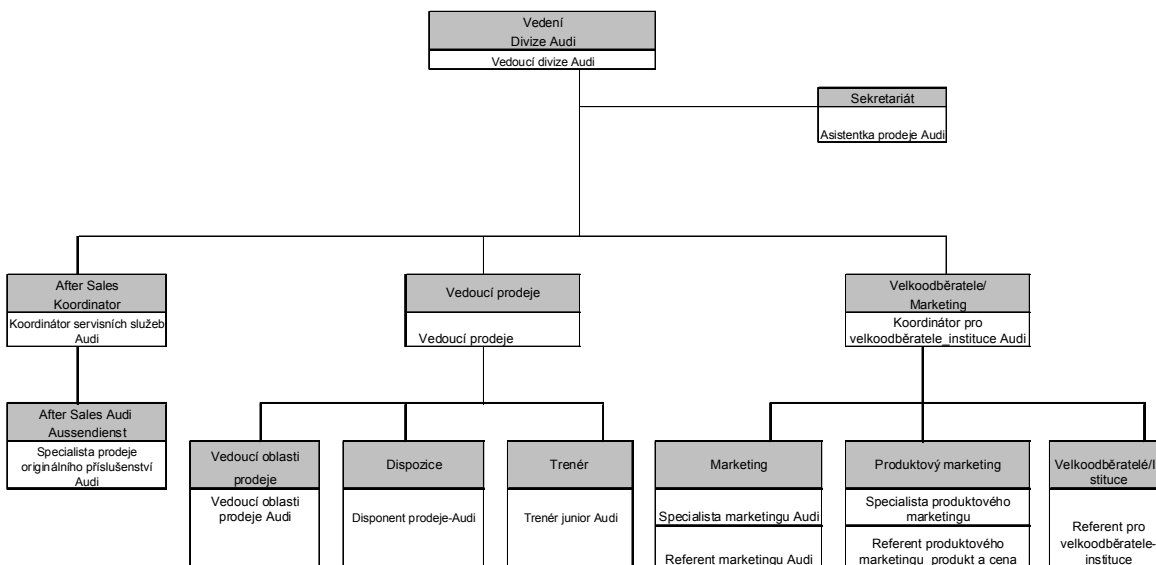 Vedení
Divize Audi
Vedoucí divize Audi
Sekretariát
Asistentka prodeje Audi
After Sales
Koordinator
Koordinátor servisních služeb
Audi
Vedoucí prodeje
Vedoucí prodeje
Velkoodběratele/
Marketing
Koordinátor pro
velkoodběratele_instituce Audi
After Sales Audi
Aussendienst
Specialista prodeje
originálního příslušenství
Audi
Vedoucí oblasti
prodeje
Vedoucí oblasti
prodeje Audi
Dispozice
Disponent prodeje-Audi
Trenér
Trenér junior Audi
Marketing
Specialista marketingu Audi
Referent marketingu Audi
Produktový marketing
Specialista produktového
marketingu
Referent produktového
marketingu_produkt a cena
Velkoodběratelé/I
stituce
Referent pro
velkoodběratele-
instituce